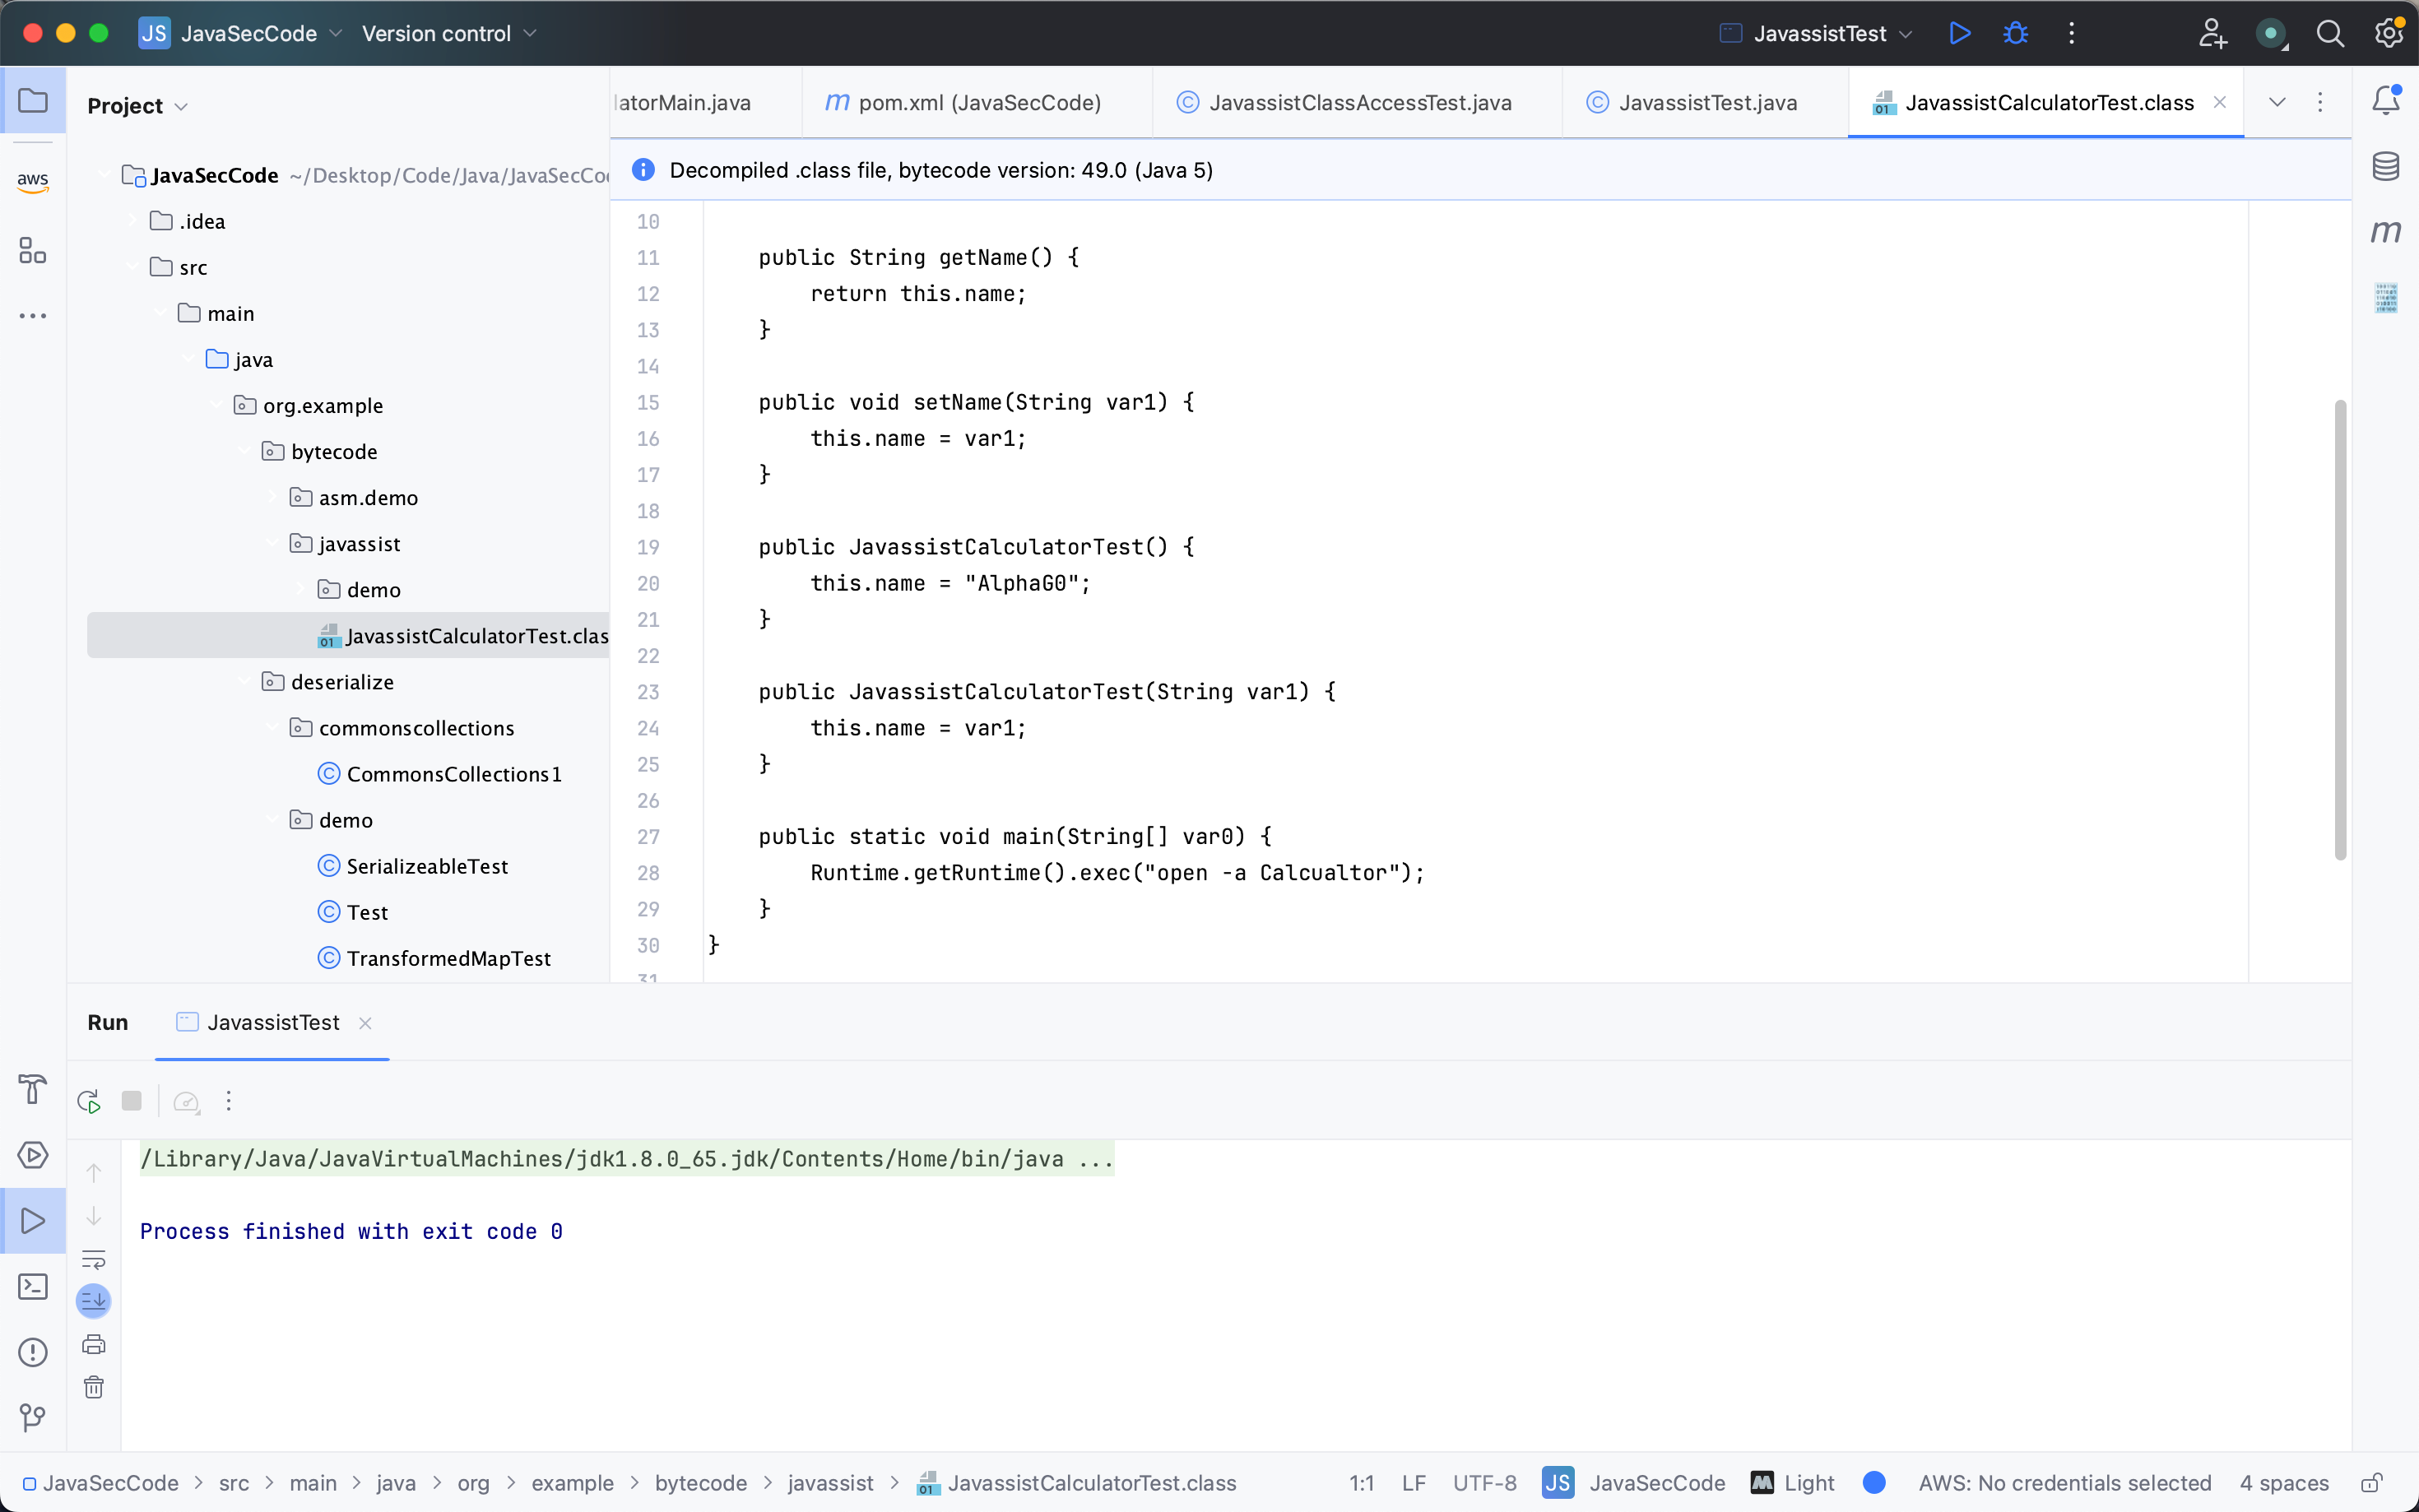 JS JavaSecCode Version control JavassistTest
Project
latorMain.java pom.xml (JavaSecCode) JavassistClassAccessTest.java JavassistTest.java JavassistCalculatorTest.class
Decompiled .class file, bytecode version: 49.0 (Java 5)
aws
JavaSecCode ~/Desktop/Code/Java/JavaSecCo
.idea
src
main
java
org.example
bytecode
asm.demo
javassist
demo
JavassistCalculatorTest.clas
deserialize
commonscollections
CommonsCollections1
demo
SerializeableTest
Test
TransformedMapTest
10
11 public String getName() {
12 return this.name;
13 }
14
15 public void setName(String var1) {
16 this.name = var1;
17 }
18
19 public JavassistCalculatorTest() {
20 this.name = "AlphaG0";
21 }
22
23 public JavassistCalculatorTest(String var1) {
24 this.name = var1;
25 }
26
27 public static void main(String[] var0) {
28 Runtime.getRuntime().exec("open -a Calcualtor");
29 }
30 }
31
Run JavassistTest
/Library/Java/JavaVirtualMachines/jdk1.8.0_65.jdk/Contents/Home/bin/java ...
Process finished with exit code 0
JavaSecCode > src > main > java > org > example > bytecode > javassist > JavassistCalculatorTest.class 1:1 LF UTF-8 JS JavaSecCode Light AWS: No credentials selected 4 spaces